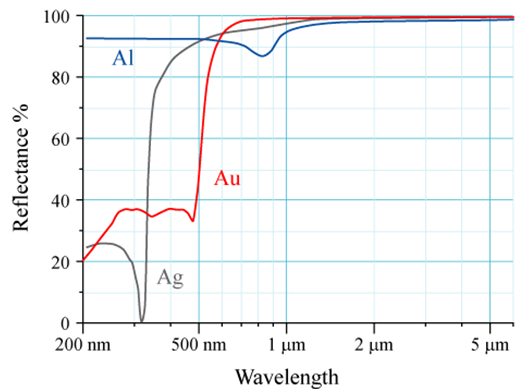 100
Al
80
Reflectance %
60
40
Au
20
Ag
0
200 nm 500 nm 1 μm 2 μm 5 μm
Wavelength